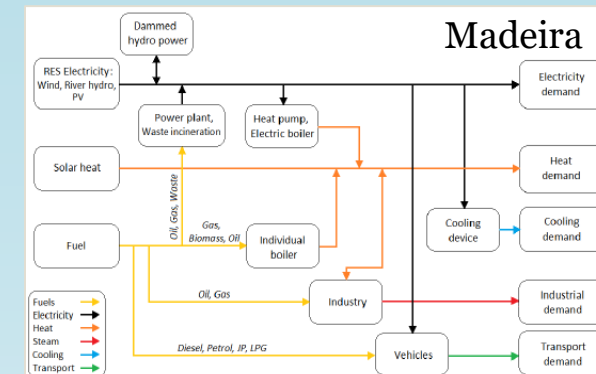 Madeira
Dammed
hydro power
RES Electricity:
Wind, River hydro,
PV
Electricity
demand
Power plant,
Waste incineration
Heat pump,
Electric boiler
Solar heat
Heat
demand
Oil, Gas, Waste
Gas,
Biomass, Oil
Fuel
Individual
boiler
Cooling
device
Cooling
demand
Oil, Gas
Industry
Industrial
demand
Diesel, Petrol, JP, LPG
Vehicles
Transport
demand
Fuels
Electricity
Heat
Steam
Cooling
Transport